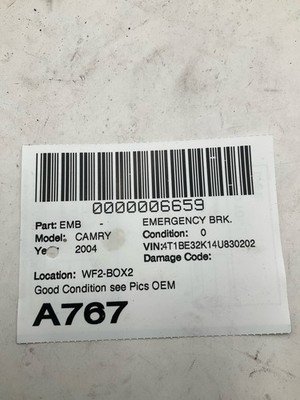 0000006659
Part: EMB - EMERGENCY BRK.
Model: CAMRY Condition: 0
2004 VIN:4T1BE32K14U830202
Damage Code:
Location: WF2-BOX2
Good Condition see Pics OEM
A767